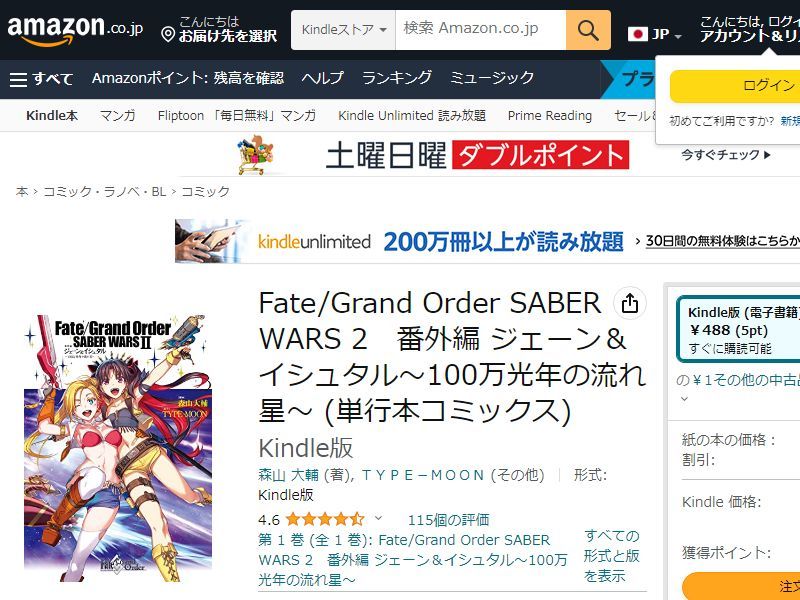 amazon.co.jp
こんにちは
お届け先を選択
Kindleストア
検索 Amazon.co.jp
JP
こんにちは, ログイ
アカウント&リ
すべて
Amazonポイント: 残高を確認
ヘルプ
ランキング
ミュージック
プラ
ログイン
初めてご利用ですか? 新規
Kindle本
マンガ
Fliptoon 「毎日無料」マンガ
Kindle Unlimited 読み放題
Prime Reading
セール&
土曜日曜 ダブルポイント
今すぐチェック
本 › コミック・ラノベ・BL › コミック
kindleunlimited 200万冊以上が読み放題 › 30日間の無料体験はこちらか
Fate/Grand Order
SABER WARS II
ジェーン&イシュタル
森山大輔
TYPE-MOON
Fate/Grand Order
Fate/Grand Order SABER
WARS 2　番外編 ジェーン&
イシュタル～100万光年の流れ
星～ (単行本コミックス)
Kindle版
森山 大輔 (著), ＴＹＰＥ－ＭＯＯＮ (その他)
形式:
Kindle版
4.6
115個の評価
第 1 巻 (全 1 巻): Fate/Grand Order SABER
WARS 2　番外編 ジェーン&イシュタル～100万
光年の流れ星～
すべての
形式と版
を表示
Kindle版 (電子書籍)
￥488 (5pt)
すぐに購読可能
の￥1その他の中古品
紙の本の価格：
割引:
Kindle 価格:
獲得ポイント:
注文